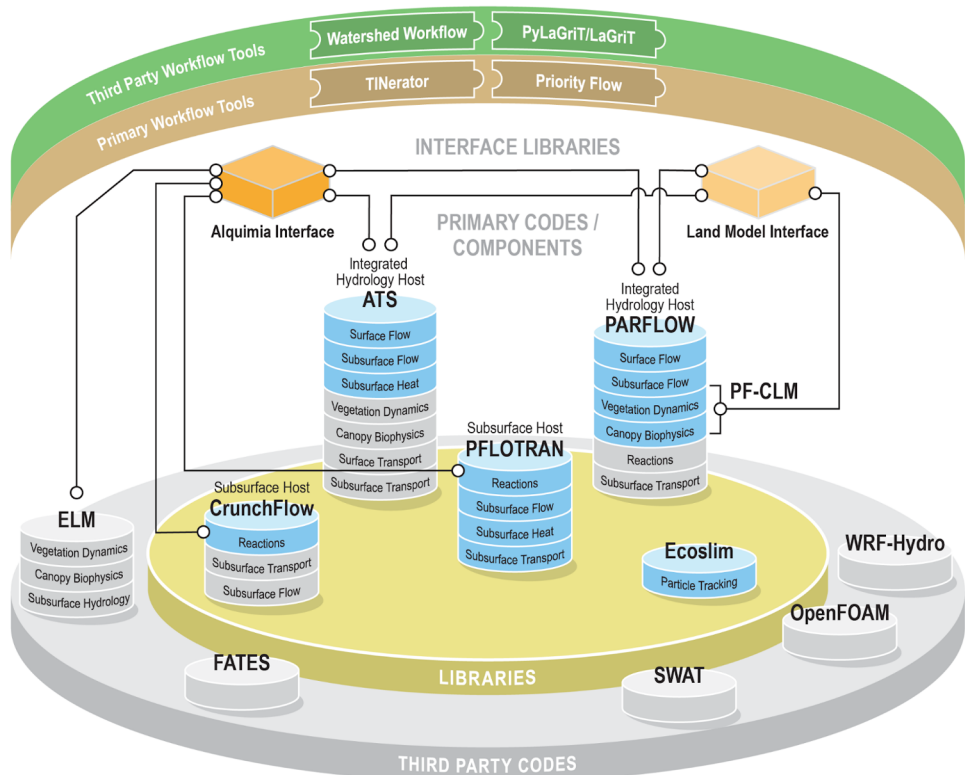 Third Party Workflow Tools
Watershed Workflow
PyLaGriT/LaGriT
Primary Workflow Tools
TINerator
Priority Flow
INTERFACE LIBRARIES
Alquimia Interface
Land Model Interface
PRIMARY CODES /
COMPONENTS
Integrated
Hydrology Host
ATS
Surface Flow
Subsurface Flow
Subsurface Heat
Vegetation Dynamics
Canopy Biophysics
Surface Transport
Subsurface Transport
Integrated
Hydrology Host
PARFLOW
Surface Flow
Subsurface Flow
Vegetation Dynamics
Canopy Biophysics
Reactions
Subsurface Transport
PF-CLM
Subsurface Host
PFLOTRAN
Reactions
Subsurface Flow
Subsurface Heat
Subsurface Transport
Subsurface Host
CrunchFlow
Reactions
Subsurface Transport
Subsurface Flow
ELM
Vegetation Dynamics
Canopy Biophysics
Subsurface Hydrology
Ecoslim
Particle Tracking
WRF-Hydro
OpenFOAM
SWAT
FATES
LIBRARIES
THIRD PARTY CODES